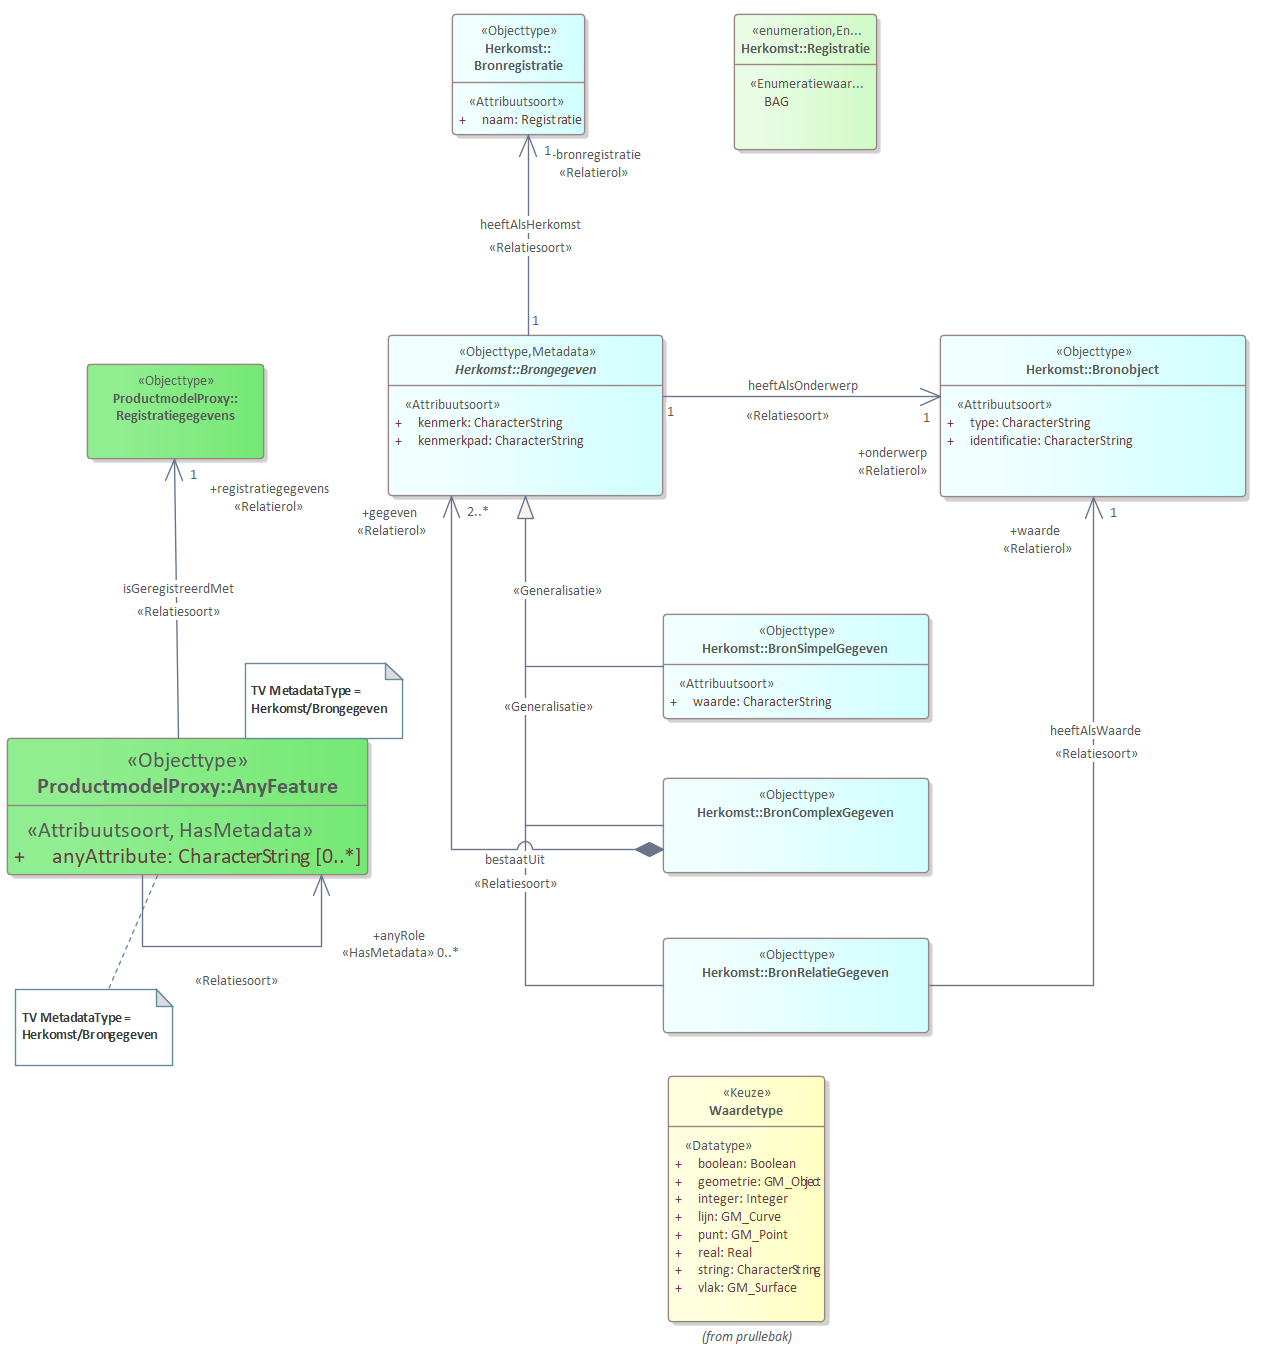 «Objecttype»
Herkomst::
Bronregistratie
«Attribuutsoort»
+ naam: Registratie
«enumeration,En...
Herkomst::Registratie
«Enumeratiewaar...
BAG
1 -bronregistratie
«Relatierol»
heeftAlsHerkomst
«Relatiesoort»
1
«Objecttype,Metadata»
Herkomst::Brongegeven
«Attribuutsoort»
+ kenmerk: CharacterString
+ kenmerkpad: CharacterString
heeftAlsOnderwerp
1
«Relatiesoort»
1
+onderwerp
«Relatierol»
«Objecttype»
Herkomst::Bronobject
«Attribuutsoort»
+ type: CharacterString
+ identificatie: CharacterString
«Objecttype»
ProductmodelProxy::
Registratiegegevens
1
+registratiegegevens
«Relatierol»
isGeregistreerdMet
«Relatiesoort»
+gegeven
«Relatierol»
2..*
1
+waarde
«Relatierol»
«Generalisatie»
«Objecttype»
Herkomst::BronSimpelGegeven
«Attribuutsoort»
+ waarde: CharacterString
«Generalisatie»
TV MetadataType =
Herkomst/Brongegeven
heeftAlsWaarde
«Relatiesoort»
«Objecttype»
ProductmodelProxy::AnyFeature
«Attribuutsoort, HasMetadata»
+ anyAttribute: CharacterString [0..*]
«Objecttype»
Herkomst::BronComplexGegeven
bestaatUit
«Relatiesoort»
+anyRole
«HasMetadata» 0..*
«Relatiesoort»
«Objecttype»
Herkomst::BronRelatieGegeven
TV MetadataType =
Herkomst/Brongegeven
«Keuze»
Waardetype
«Datatype»
+ boolean: Boolean
+ geometrie: GM_Object
+ integer: Integer
+ lijn: GM_Curve
+ punt: GM_Point
+ real: Real
+ string: CharacterString
+ vlak: GM_Surface
(from prullebak)